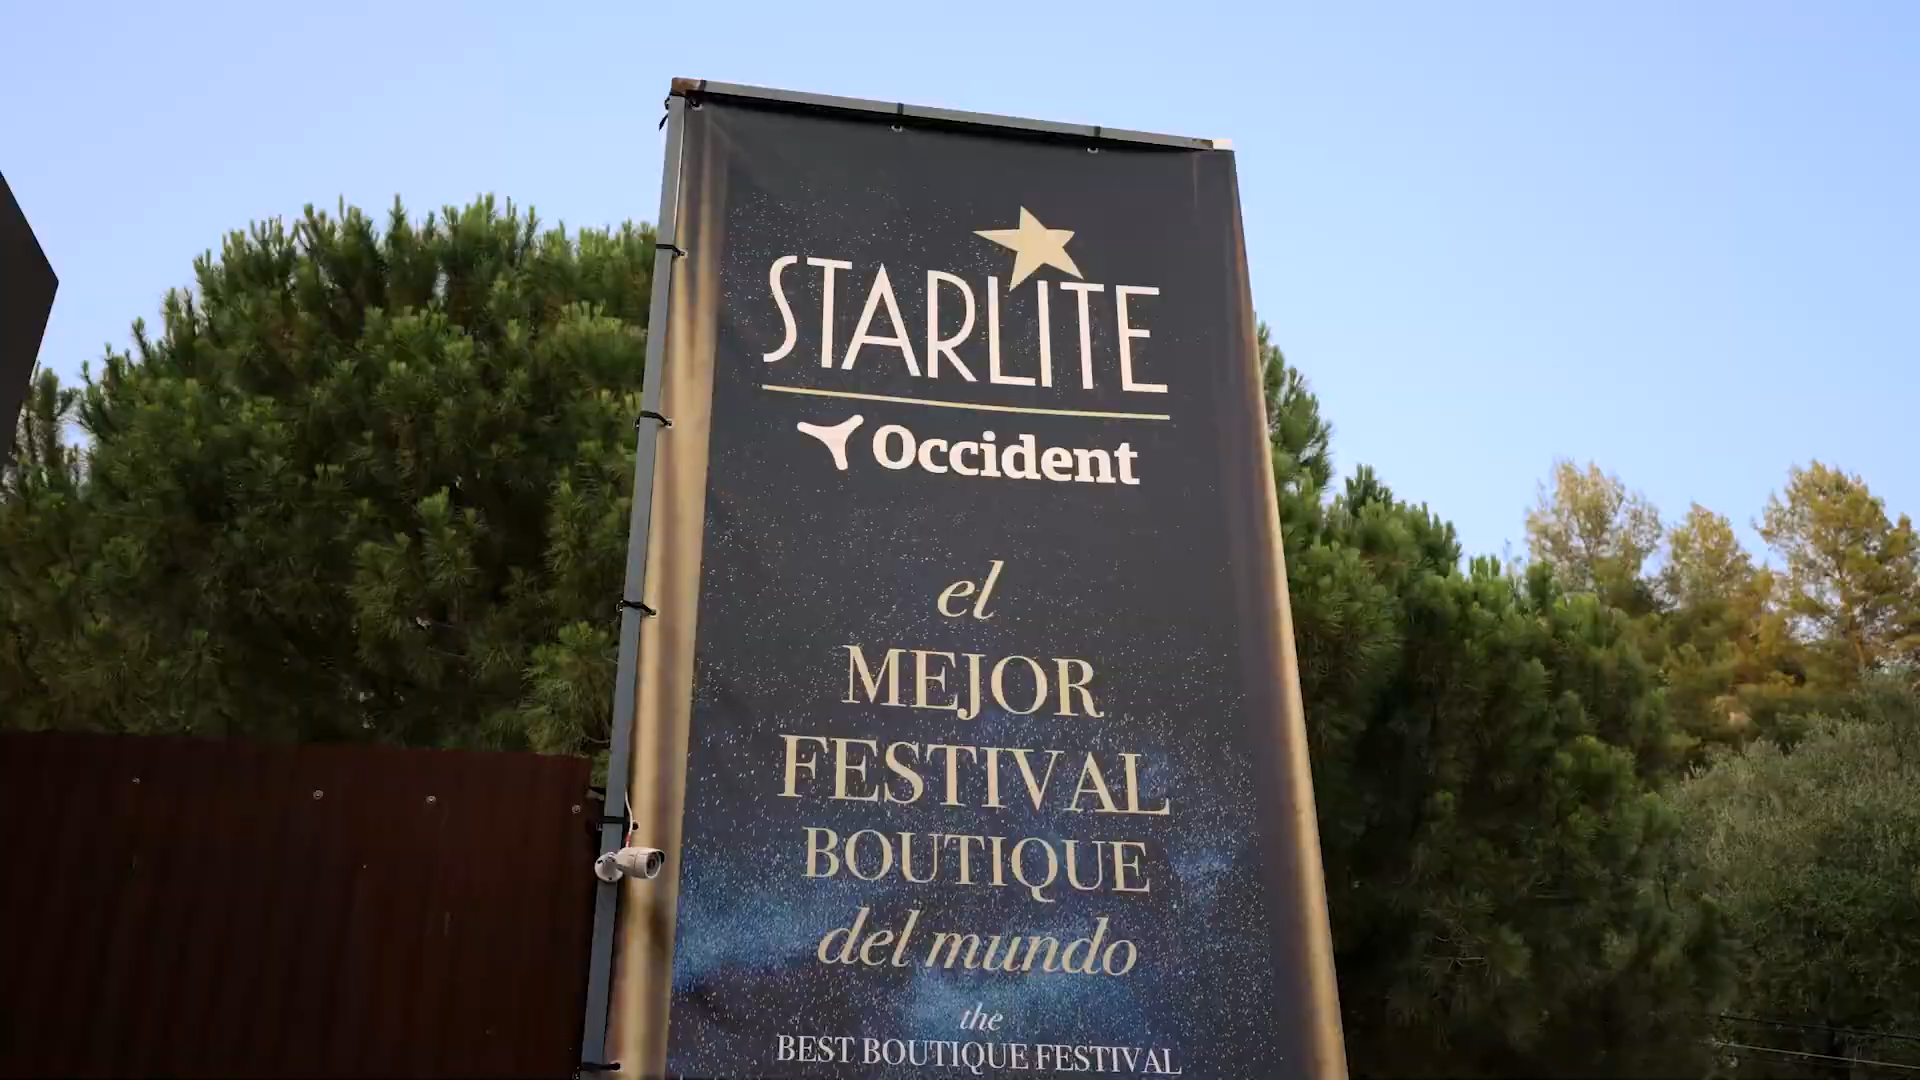 STARLITE
Occident
el
MEJOR
FESTIVAL
BOUTIQUE
del mundo
the
BEST BOUTIQUE FESTIVAL